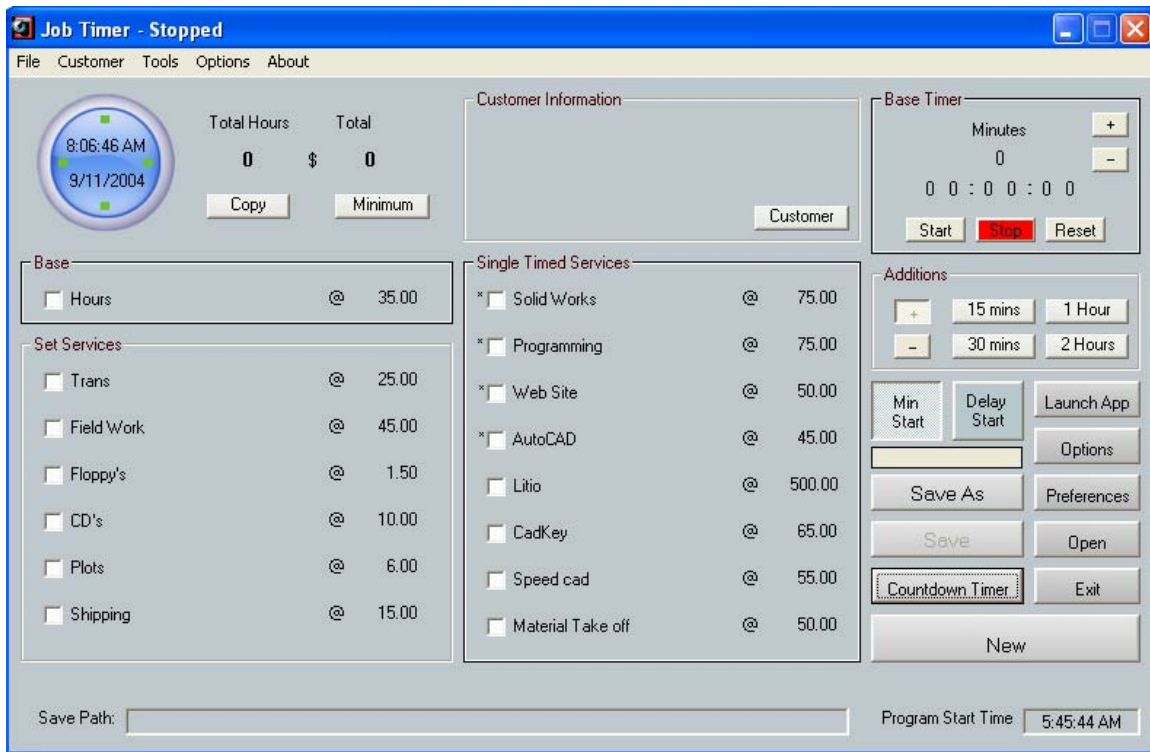 Job Timer - Stopped
File Customer Tools Options About
8:06:46 AM
9/11/2004
Total Hours Total
0 $ 0
Copy Minimum
Customer Information
Customer
Base Timer
Minutes
+
0
-
0 0 : 0 0 : 0 0
Start Stop Reset
Base
Hours @ 35.00
Set Services
Trans @ 25.00
Field Work @ 45.00
Floppy's @ 1.50
CD's @ 10.00
Plots @ 6.00
Shipping @ 15.00
Single Timed Services
* Solid Works @ 75.00
* Programming @ 75.00
* Web Site @ 50.00
* AutoCAD @ 45.00
Litio @ 500.00
CadKey @ 65.00
Speed cad @ 55.00
Material Take off @ 50.00
Additions
+ 15 mins 1 Hour
- 30 mins 2 Hours
Min Start
Delay Start
Launch App
Options
Save As Preferences
Save Open
Countdown Timer Exit
New
Save Path:
Program Start Time 5:45:44 AM